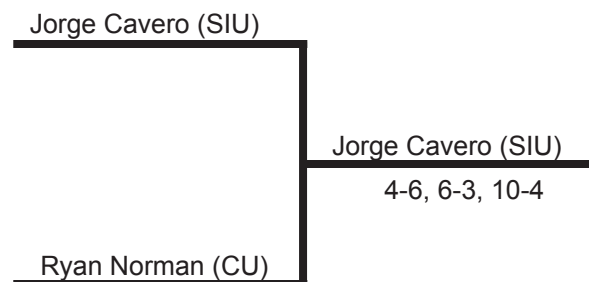 Jorge Cavero (SIU)
Jorge Cavero (SIU)
4-6, 6-3, 10-4
Ryan Norman (CU)